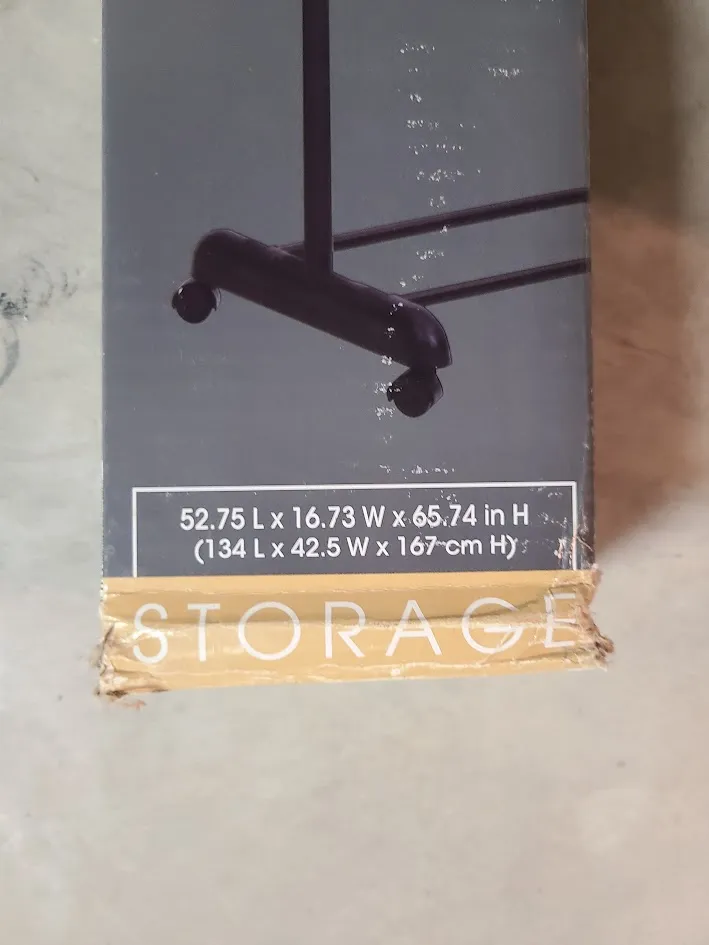 52.75 L x 16.73 W x 65.74 in H
(134 L x 42.5 W x 167 cm H)
STORAGE